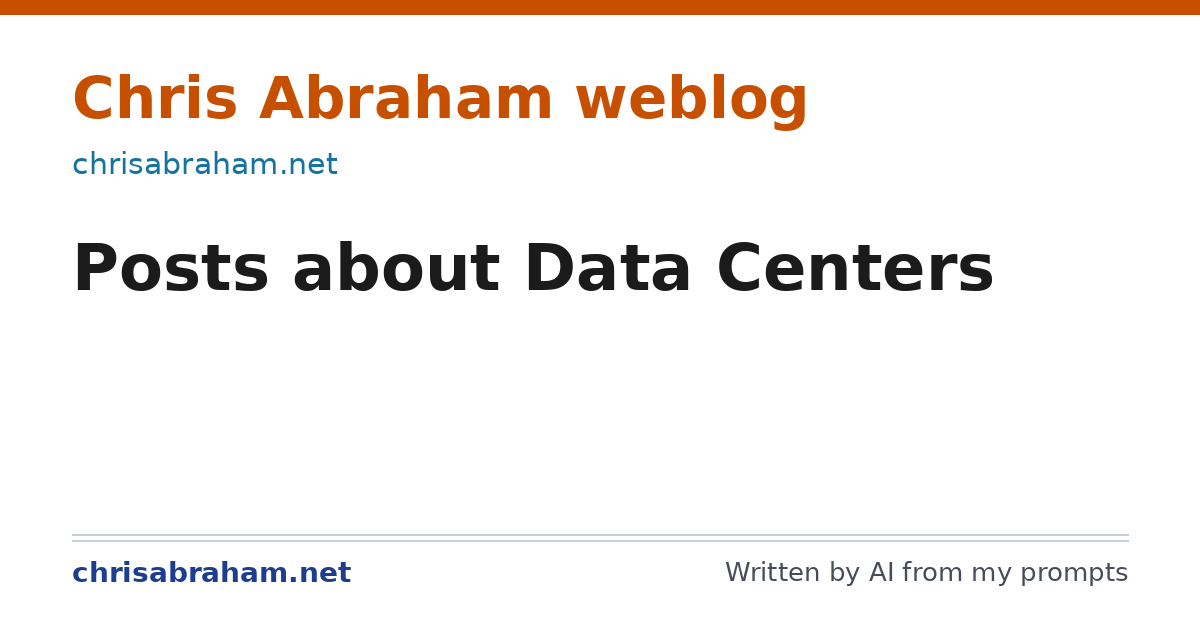 Chris Abraham weblog
chrisabraham.net
Posts about Data Centers
chrisabraham.net
Written by AI from my prompts